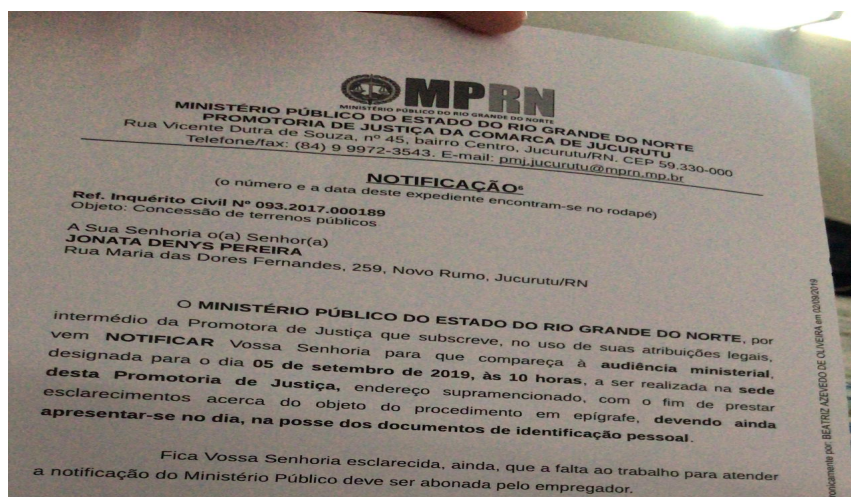 MPRN
MINISTÉRIO PÚBLICO DO RIO GRANDE DO NORTE
MINISTÉRIO PÚBLICO DO ESTADO DO RIO GRANDE DO NORTE
PROMOTORIA DE JUSTIÇA DA COMARCA DE JUCURUTU
Rua Vicente Dutra de Souza, nº 45, bairro Centro, Jucurutu/RN. CEP 59.330-000
Telefone/fax: (84) 9 9972-3543. E-mail: pmj.jucurutu@mprn.mp.br
NOTIFICAÇÃO⁶
(o número e a data deste expediente encontram-se no rodapé)
Ref. Inquérito Civil Nº 093.2017.000189
Objeto: Concessão de terrenos públicos
A Sua Senhoria o(a) Senhor(a)
JONATA DENYS PEREIRA
Rua Maria das Dores Fernandes, 259, Novo Rumo, Jucurutu/RN
O MINISTÉRIO PÚBLICO DO ESTADO DO RIO GRANDE DO NORTE, por
intermédio da Promotora de Justiça que subscreve, no uso de suas atribuições legais,
vem NOTIFICAR Vossa Senhoria para que compareça à audiência ministerial,
designada para o dia 05 de setembro de 2019, às 10 horas, a ser realizada na sede
desta Promotoria de Justiça, endereço supramencionado, com o fim de prestar
esclarecimentos acerca do objeto do procedimento em epígrafe, devendo ainda
apresentar-se no dia, na posse dos documentos de identificação pessoal.
Fica Vossa Senhoria esclarecida, ainda, que a falta ao trabalho para atender
a notificação do Ministério Público deve ser abonada pelo empregador.
ronicamente por: BEATRIZ AZEVEDO DE OLIVEIRA em 02/09/2019